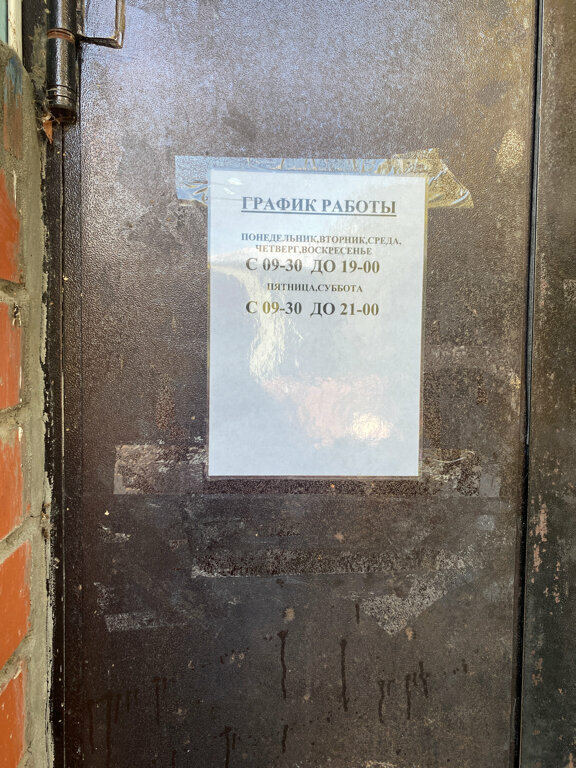 ГРАФИК РАБОТЫ
ПОНЕДЕЛЬНИК,ВТОРНИК,СРЕДА.
ЧЕТВЕРГ,ВОСКРЕСЕНЬЕ
С 09-30 ДО 19-00
ПЯТНИЦА,СУББОТА
С 09-30 ДО 21-00